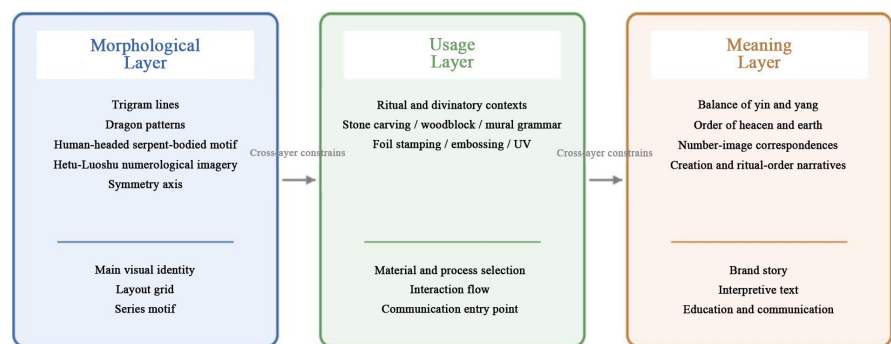 Morphological
Layer
Trigram lines
Dragon patterns
Human-headed serpent-bodied motif
Hetu-Luoshu numerological imagery
Symmetry axis
Main visual identity
Layout grid
Series motif
Cross-layer constrains
Usage
Layer
Ritual and divinatory contexts
Stone carving / woodblock / mural grammar
Foil stamping / embossing / UV
Material and process selection
Interaction flow
Communication entry point
Cross-layer constrains
Meaning
Layer
Balance of yin and yang
Order of heacen and earth
Number-image correspondences
Creation and ritual-order narratives
Brand story
Interpretive text
Education and communication